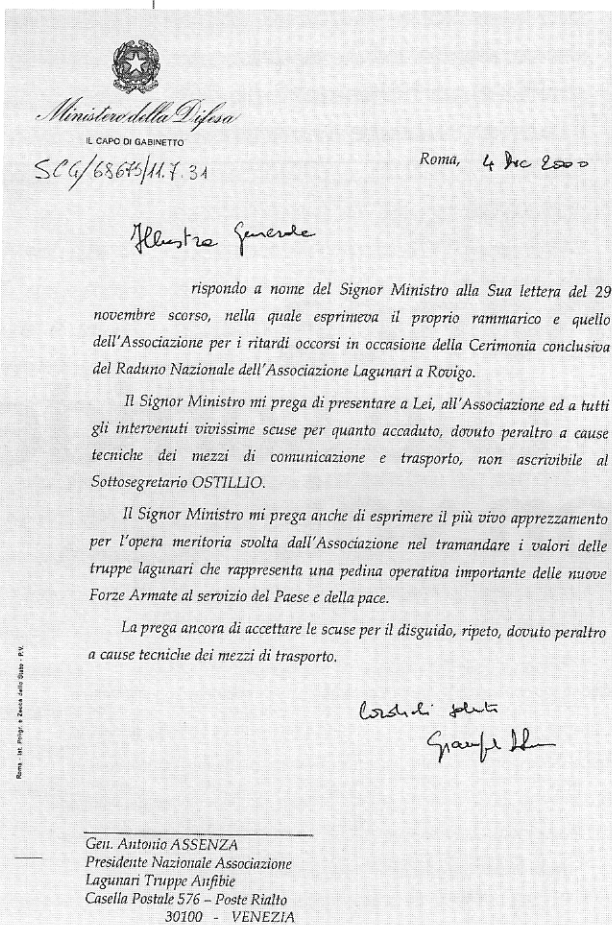 Ministero della Difesa
IL CAPO DI GABINETTO
SCG/68675/11.7.31
Roma, 4 Dic 2000
Illustre Generale
rispondo a nome del Signor Ministro alla Sua lettera del 29
novembre scorso, nella quale esprimeva il proprio rammarico e quello
dell'Associazione per i ritardi occorsi in occasione della Cerimonia conclusiva
del Raduno Nazionale dell'Associazione Lagunari a Rovigo.
Il Signor Ministro mi prega di presentare a Lei, all'Associazione ed a tutti
gli intervenuti vivissime scuse per quanto accaduto, dovuto peraltro a cause
tecniche dei mezzi di comunicazione e trasporto, non ascrivibile al
Sottosegretario OSTILLIO.
Il Signor Ministro mi prega anche di esprimere il più vivo apprezzamento
per l'opera meritoria svolta dall'Associazione nel tramandare i valori delle
truppe lagunari che rappresenta una pedina operativa importante delle nuove
Forze Armate al servizio del Paese e della pace.
La prega ancora di accettare le scuse per il disguido, ripeto, dovuto peraltro
a cause tecniche dei mezzi di trasporto.
Cordiali saluti
Roma - Ist. Poligr. e Zecca dello Stato - P.V.
Gen. Antonio ASSENZA
Presidente Nazionale Associazione
Lagunari Truppe Anfibie
Casella Postale 576 – Poste Rialto
30100 - VENEZIA